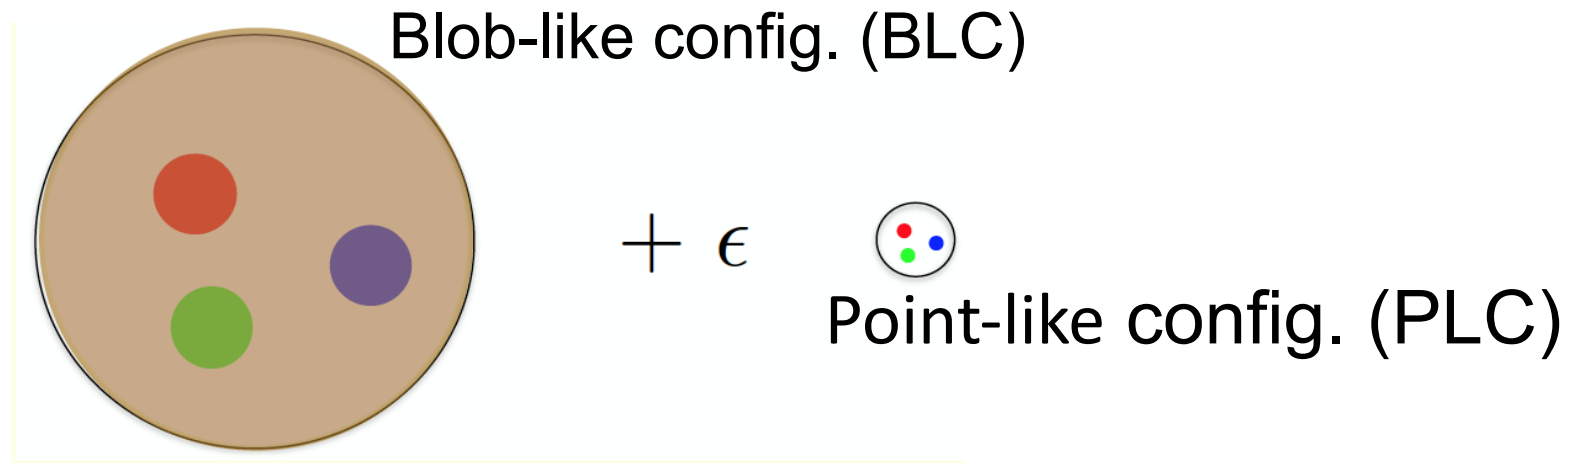 Blob-like config. (BLC)
+ ϵ
Point-like config. (PLC)